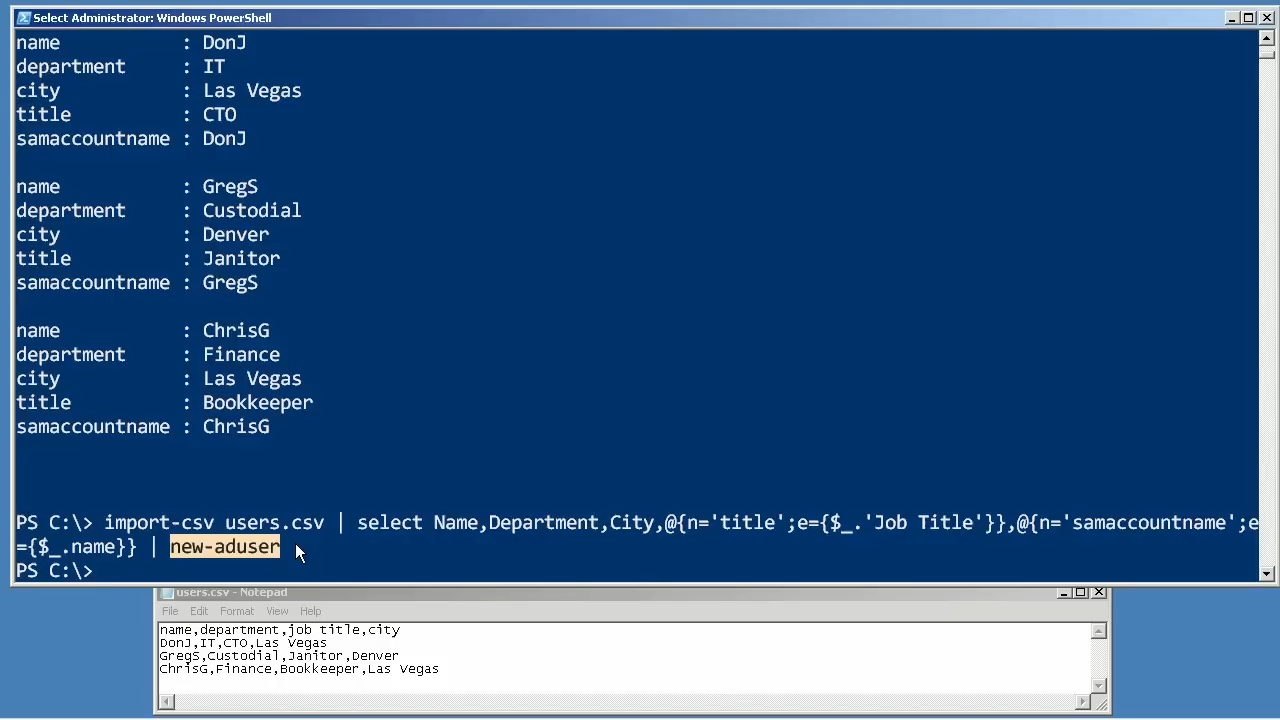 Select Administrator: Windows PowerShell
name : DonJ
department : IT
city : Las Vegas
title : CTO
samaccountname : DonJ
name : GregS
department : Custodial
city : Denver
title : Janitor
samaccountname : GregS
name : ChrisG
department : Finance
city : Las Vegas
title : Bookkeeper
samaccountname : ChrisG
PS C:\> import-csv users.csv | select Name,Department,City,@{n='title';e={$_.'Job Title'}},@{n='samaccountname';e
={$_.name}} | new-aduser
PS C:\>
users.csv - Notepad
File Edit Format View Help
name,department,job title,city
DonJ,IT,CTO,Las Vegas
GregS,Custodial,Janitor,Denver
ChrisG,Finance,Bookkeeper,Las Vegas